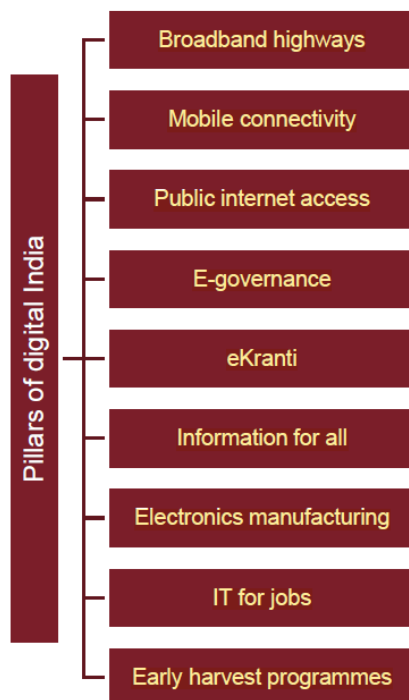 Pillars of digital India
Broadband highways
Mobile connectivity
Public internet access
E-governance
eKranti
Information for all
Electronics manufacturing
IT for jobs
Early harvest programmes